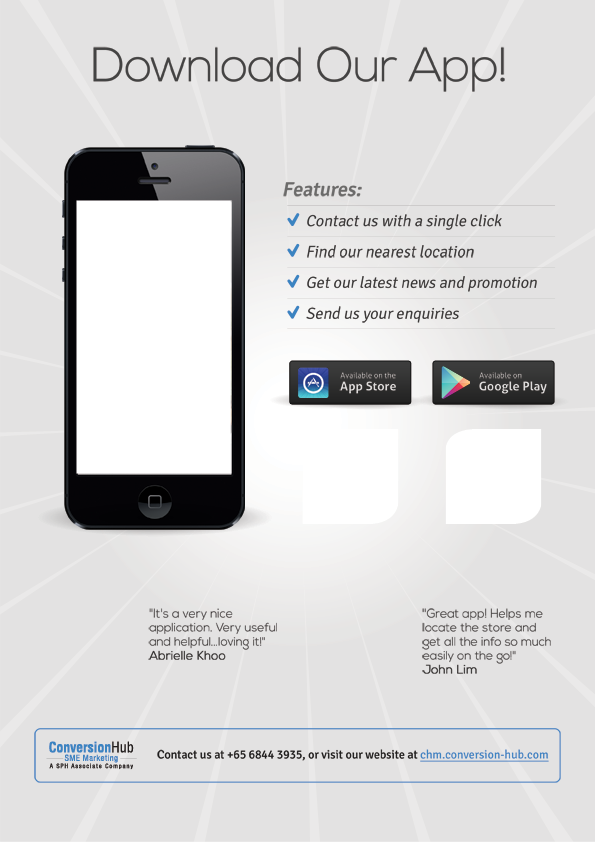 Download Our App!
Features:
Contact us with a single click
Find our nearest location
Get our latest news and promotion
Send us your enquiries
Available on the
App Store
Available on
Google Play
"It's a very nice
application. Very useful
and helpful...loving it!"
Abrielle Khoo
"Great app! Helps me
locate the store and
get all the info so much
easily on the go!"
John Lim
ConversionHub
SME Marketing
A SPH Associate Company
Contact us at +65 6844 3935, or visit our website at chm.conversion-hub.com